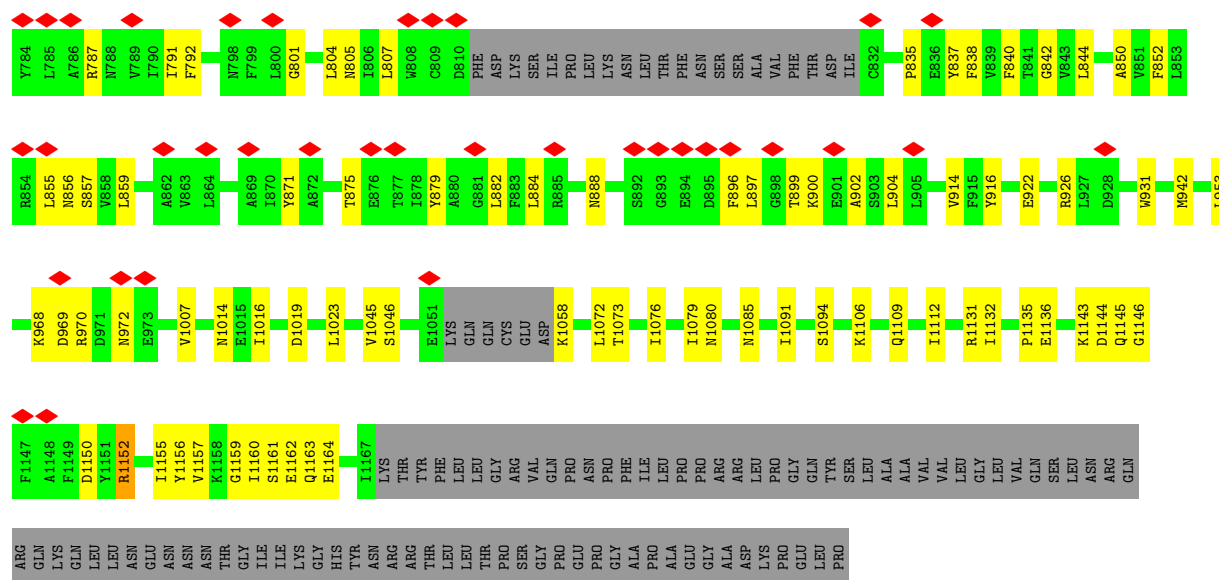 Y784 L785 A786 R787 N788 V789 I790 I791 F792 N798 F799 L800 G801 L804 N805 I806 L807 W808 C809 D810 PHE ASP LYS SER ILE PRO LEU LYS ASN LEU THR PHE ASN SER SER ALA VAL PHE THR ASP ILE C832 P835 E836 Y837 F838 V839 F840 T841 G842 V843 L844 A850 V851 F852 L853
R854 L855 N856 S857 V858 L859 A862 V863 L864 A869 I870 Y871 A872 T875 E876 T877 I878 Y879 A880 G881 L882 F883 L884 R885 N888 S892 G893 E894 D895 F896 L897 G898 T899 K900 E901 A902 S903 L904 L905 V914 F915 Y916 E922 R926 L927 D928 W931 M942
K968 D969 R970 D971 N972 E973 V1007 N1014 E1015 I1016 D1019 L1023 V1045 S1046 E1051 LYS GLN GLN CYS GLU ASP K1058 L1072 T1073 I1076 I1079 N1080 N1085 I1091 S1094 K1106 Q1109 I1112 R1131 I1132 P1135 E1136 K1143 D1144 Q1145 G1146
F1147 A1148 F1149 D1150 Y1151 R1152 I1155 Y1156 V1157 K1158 G1159 I1160 S1161 E1162 Q1163 E1164 I1167 LYS THR TYR PHE LEU LEU GLY ARG VAL GLN PRO ASN PRO PHE ILE LEU PRO PRO ARG ARG LEU PRO GLY GLN TYR SER LEU ALA ALA VAL VAL LEU GLY LEU VAL GLN SER LEU ASN ARG GLN
ARG GLN LYS GLN LEU LEU ASN GLU ASN ASN ASN THR GLY ILE ILE LYS GLY HIS TYR ASN ARG ARG THR LEU LEU THR PRO SER GLY PRO GLU PRO GLY ALA PRO ALA GLU GLY ALA ASP LYS PRO GLU LEU PRO